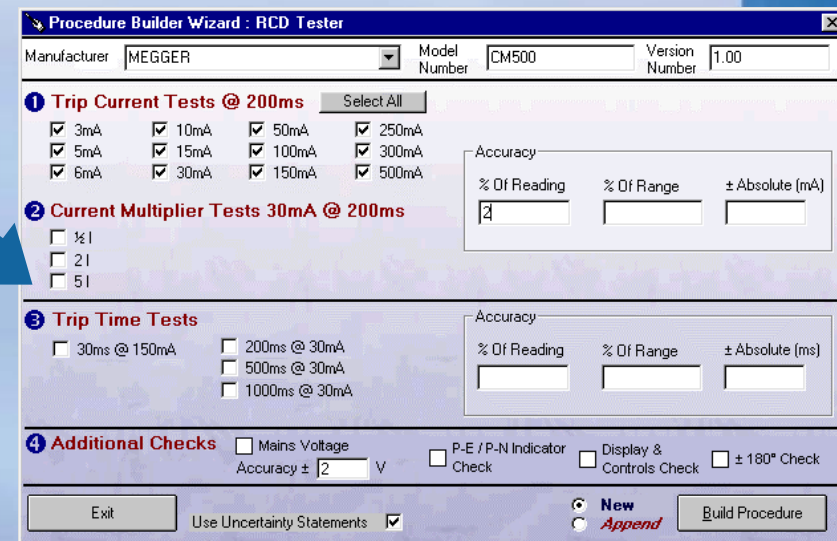 Procedure Builder Wizard : RCD Tester
Manufacturer MEGGER Model Number CM500 Version Number 1.00
1 Trip Current Tests @ 200ms Select All
3mA 10mA 50mA 250mA
5mA 15mA 100mA 300mA
6mA 30mA 150mA 500mA
Accuracy
% Of Reading % Of Range ± Absolute (mA)
2
2 Current Multiplier Tests 30mA @ 200ms
½ I
2 I
5 I
3 Trip Time Tests
30ms @ 150mA 200ms @ 30mA
500ms @ 30mA
1000ms @ 30mA
Accuracy
% Of Reading % Of Range ± Absolute (ms)
4 Additional Checks Mains Voltage
Accuracy ± 2 V
P-E / P-N Indicator Check
Display & Controls Check
± 180° Check
Exit Use Uncertainty Statements New
Append
Build Procedure